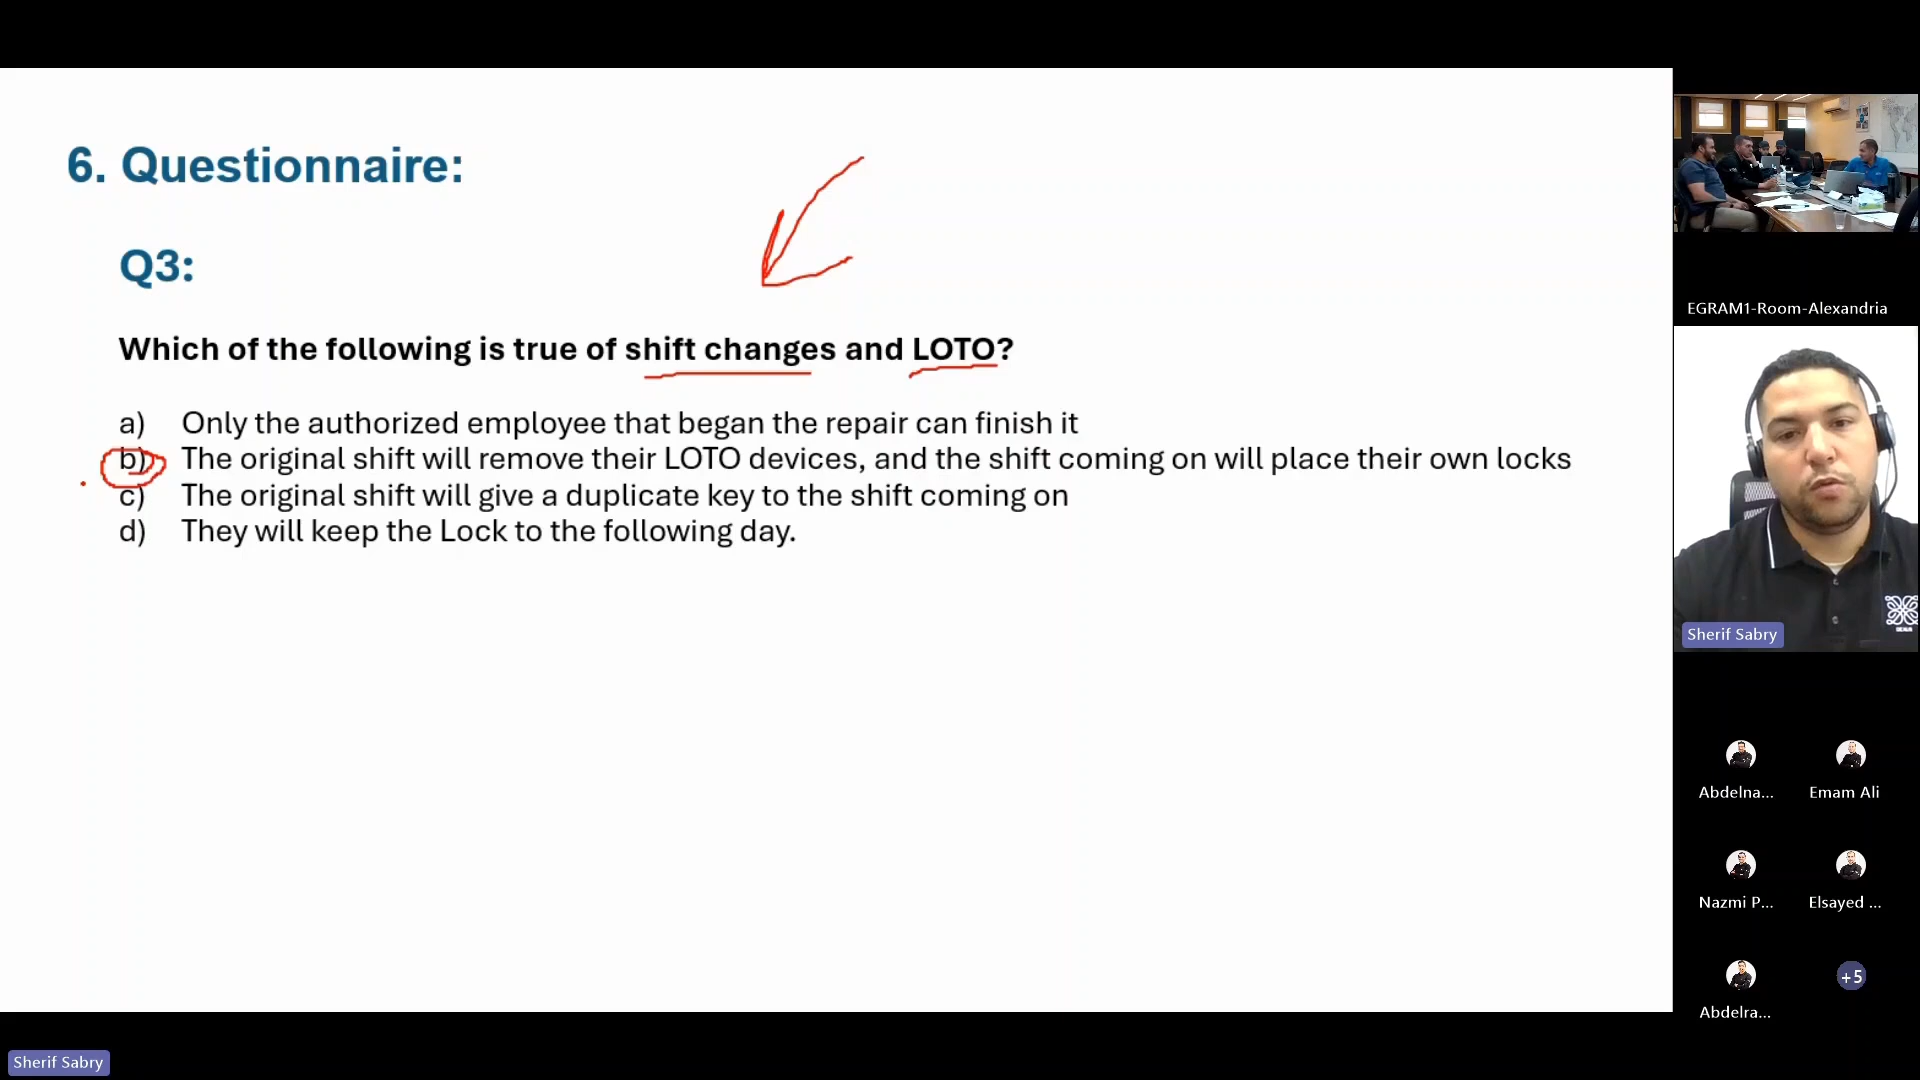 6. Questionnaire:
Q3:
Which of the following is true of shift changes and LOTO?
a) Only the authorized employee that began the repair can finish it
b) The original shift will remove their LOTO devices, and the shift coming on will place their own locks
c) The original shift will give a duplicate key to the shift coming on
d) They will keep the Lock to the following day.
EGRAM1-Room-Alexandria
Sherif Sabry
Abdelna...
Emam Ali
Nazmi P...
Elsayed ...
Abdelra...
+5
Sherif Sabry